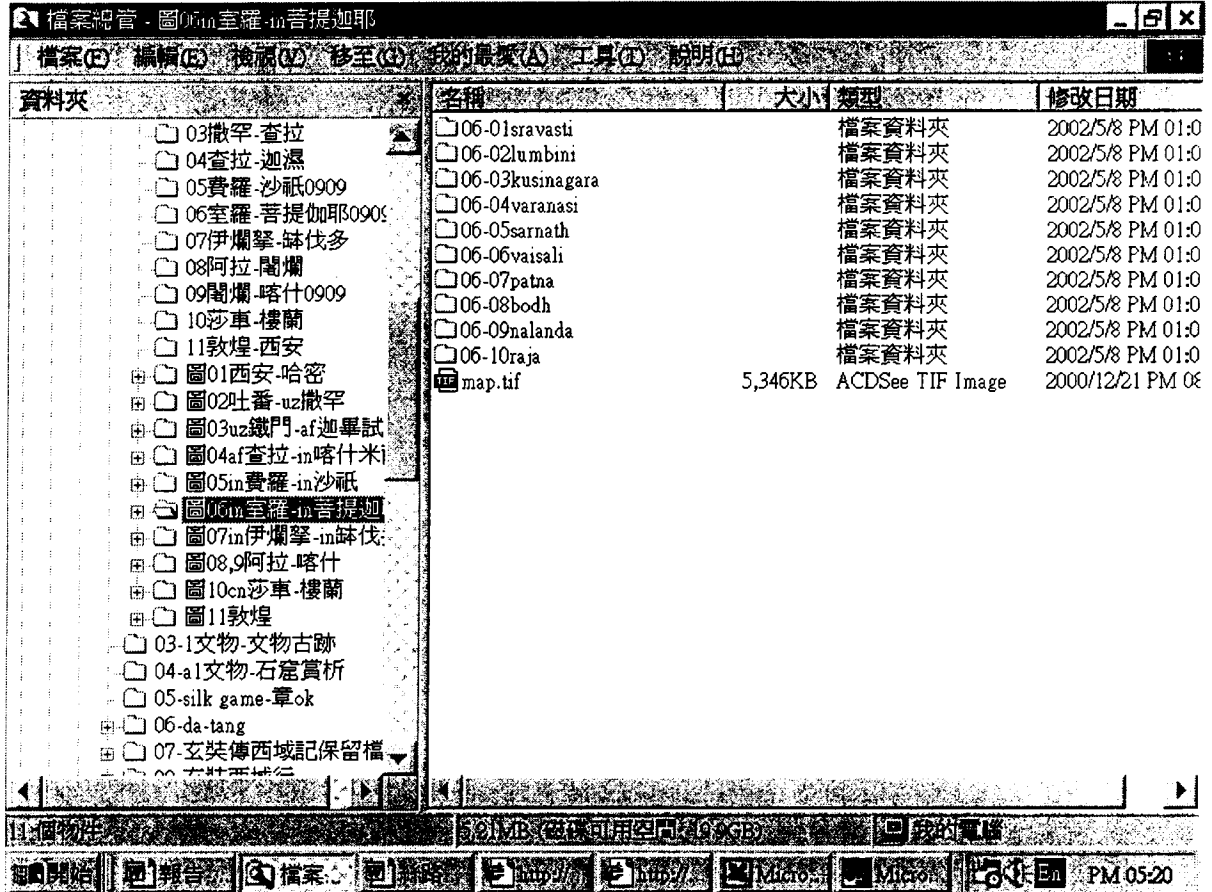 檔案總管 - 圖06in室羅-in菩提迦耶
檔案(F) 編輯(E) 檢視(V) 移至(G) 我的最愛(A) 工具(T) 說明(H)
資料夾
03撒罕-查拉
04查拉-迦濕
05費羅-沙祇0909
06室羅-菩提伽耶0909
07伊爛拏-缽伐多
08阿拉-闍爛
09闍爛-喀什0909
10莎車-樓蘭
11敦煌-西安
圖01西安-哈密
圖02吐番-uz撒罕
圖03uz鐵門-af迦畢試
圖04af查拉-in喀什米
圖05in費羅-in沙祇
圖06in室羅-in菩提迦
圖07in伊爛拏-in缽伐
圖08,9阿拉-喀什
圖10cn莎車-樓蘭
圖11敦煌
03-1文物-文物古跡
04-a1文物-石窟賞析
05-silk game-章ok
06-da-tang
07-玄奘傳西域記保留檔
名稱 大小 類型 修改日期
06-01sravasti 檔案資料夾 2002/5/8 PM 01:0
06-02lumbini 檔案資料夾 2002/5/8 PM 01:0
06-03kusinagara 檔案資料夾 2002/5/8 PM 01:0
06-04varanasi 檔案資料夾 2002/5/8 PM 01:0
06-05sarnath 檔案資料夾 2002/5/8 PM 01:0
06-06vaisali 檔案資料夾 2002/5/8 PM 01:0
06-07patna 檔案資料夾 2002/5/8 PM 01:0
06-08bodh 檔案資料夾 2002/5/8 PM 01:0
06-09nalanda 檔案資料夾 2002/5/8 PM 01:0
06-10raja 檔案資料夾 2002/5/8 PM 01:0
map.tif 5,346KB ACDSee TIF Image 2000/12/21 PM 08
11 個物件 5.21MB (磁碟可用空間: GB) 我的電腦
開始 報告 檔案 絲路 http:// http:// Micro Micro En PM 05:20